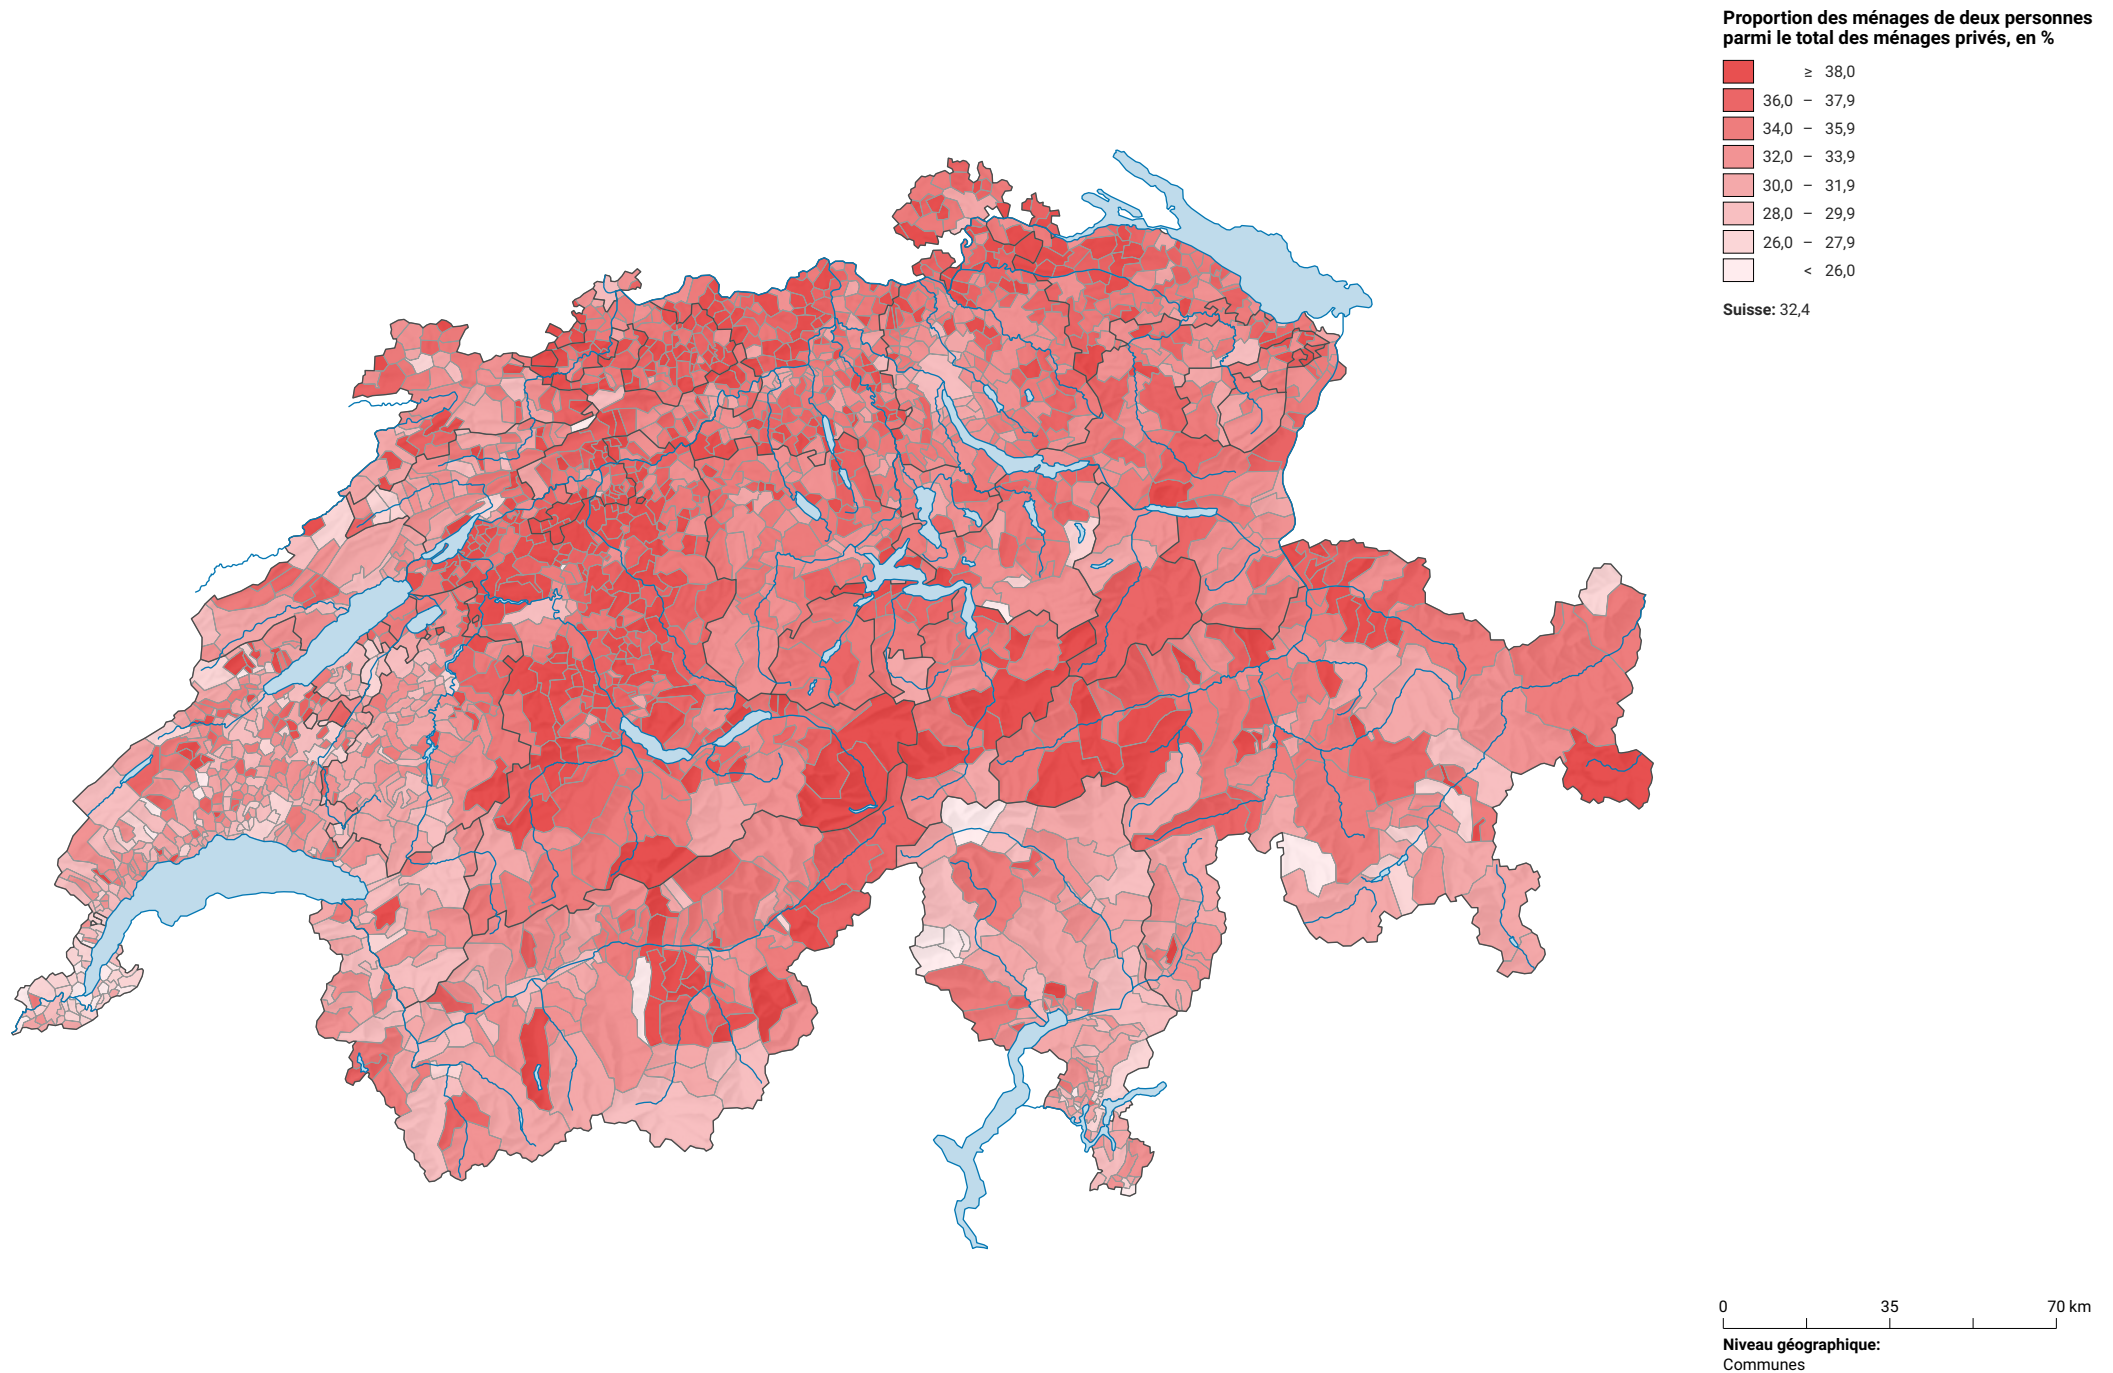 Proportion des ménages de deux personnes
parmi le total des ménages privés, en %
≥ 38,0
36,0 – 37,9
34,0 – 35,9
32,0 – 33,9
30,0 – 31,9
28,0 – 29,9
26,0 – 27,9
< 26,0
Suisse: 32,4
0 35 70 km
Niveau géographique:
Communes